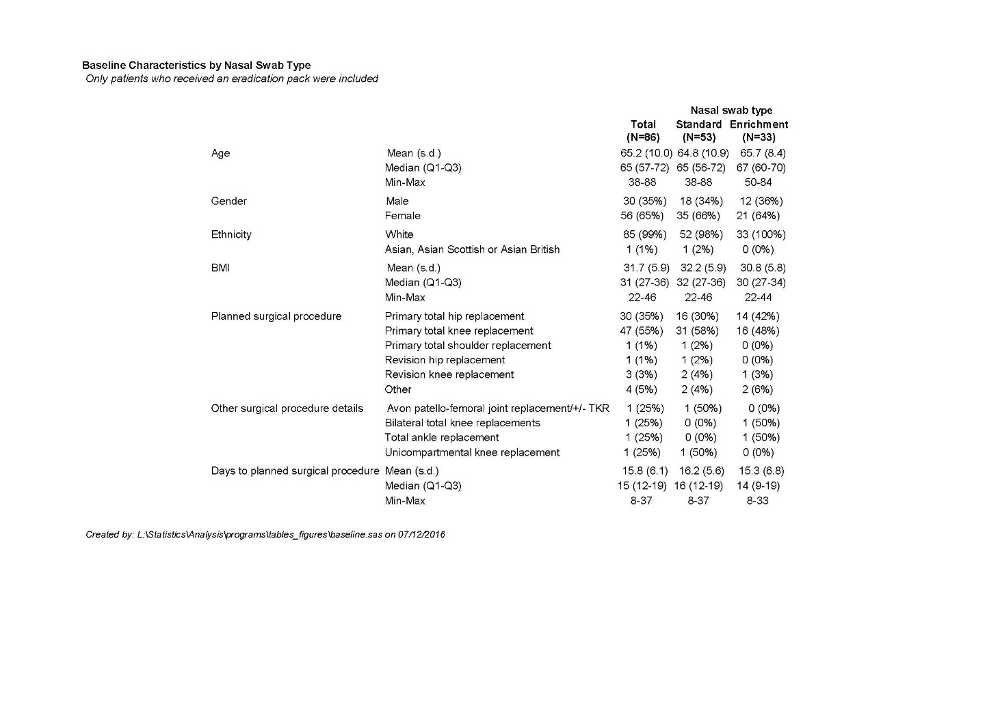 Baseline Characteristics by Nasal Swab Type
Only patients who received an eradication pack were included
Nasal swab type
Total Standard Enrichment
(N=86) (N=53) (N=33)
Age Mean (s.d.) 65.2 (10.0) 64.8 (10.9) 65.7 (8.4)
Median (Q1-Q3) 65 (57-72) 65 (56-72) 67 (60-70)
Min-Max 38-88 38-88 50-84
Gender Male 30 (35%) 18 (34%) 12 (36%)
Female 56 (65%) 35 (66%) 21 (64%)
Ethnicity White 85 (99%) 52 (98%) 33 (100%)
Asian, Asian Scottish or Asian British 1 (1%) 1 (2%) 0 (0%)
BMI Mean (s.d.) 31.7 (5.9) 32.2 (5.9) 30.8 (5.8)
Median (Q1-Q3) 31 (27-36) 32 (27-36) 30 (27-34)
Min-Max 22-46 22-46 22-44
Planned surgical procedure Primary total hip replacement 30 (35%) 16 (30%) 14 (42%)
Primary total knee replacement 47 (55%) 31 (58%) 16 (48%)
Primary total shoulder replacement 1 (1%) 1 (2%) 0 (0%)
Revision hip replacement 1 (1%) 1 (2%) 0 (0%)
Revision knee replacement 3 (3%) 2 (4%) 1 (3%)
Other 4 (5%) 2 (4%) 2 (6%)
Other surgical procedure details Avon patello-femoral joint replacement/+/- TKR 1 (25%) 1 (50%) 0 (0%)
Bilateral total knee replacements 1 (25%) 0 (0%) 1 (50%)
Total ankle replacement 1 (25%) 0 (0%) 1 (50%)
Unicompartmental knee replacement 1 (25%) 1 (50%) 0 (0%)
Days to planned surgical procedure Mean (s.d.) 15.8 (6.1) 16.2 (5.6) 15.3 (6.8)
Median (Q1-Q3) 15 (12-19) 16 (12-19) 14 (9-19)
Min-Max 8-37 8-37 8-33
Created by: L:\Statistics\Analysis\programs\tables_figures\baseline.sas on 07/12/2016